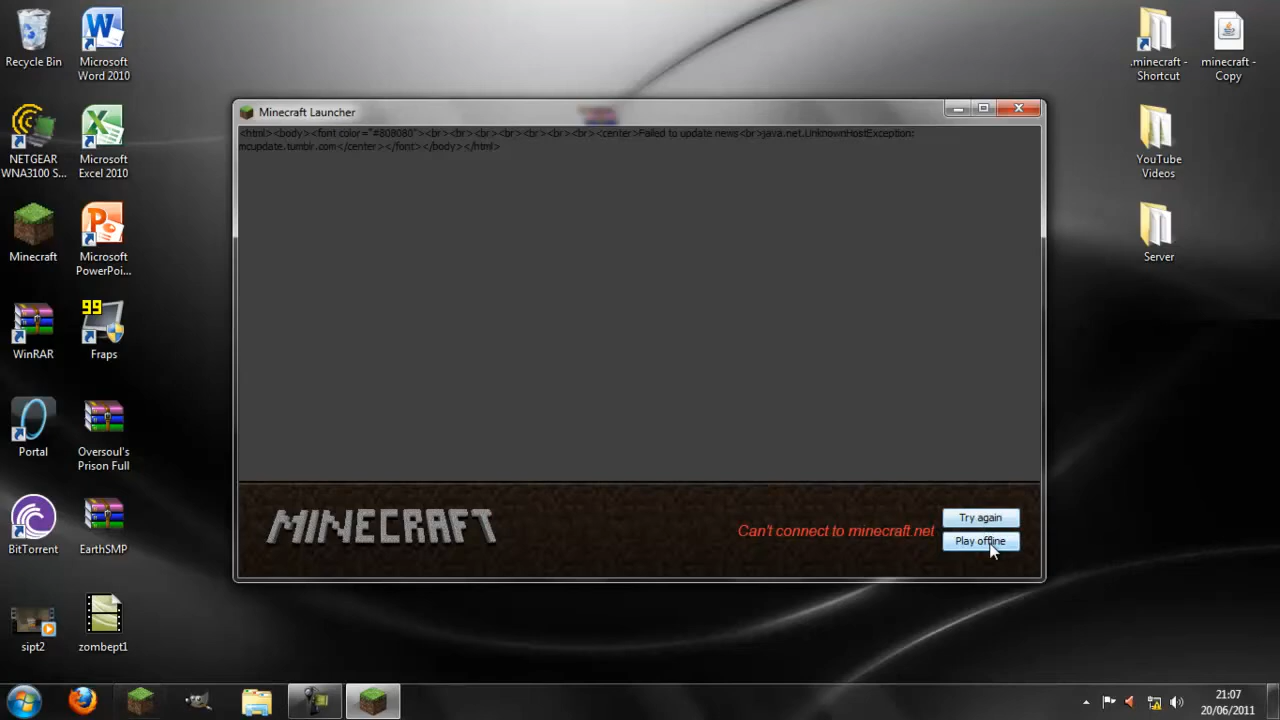 Recycle Bin
Microsoft
Word 2010
.minecraft -
Shortcut
minecraft -
Copy
Minecraft Launcher
<html><body><font color="#808080"><br><br><br><br><br><br><br><center>Failed to update news<br>java.net.UnknownHostException:
mcupdate.tumblr.com</center></font></body></html>
NETGEAR
WNA3100 S...
Microsoft
Excel 2010
YouTube
Videos
Minecraft
Microsoft
PowerPoi...
Server
99
WinRAR
Fraps
Portal
Oversoul's
Prison Full
MINECRAFT
Can't connect to minecraft.net
Try again
Play offline
BitTorrent
EarthSMP
sipt2
zombept1
21:07
20/06/2011